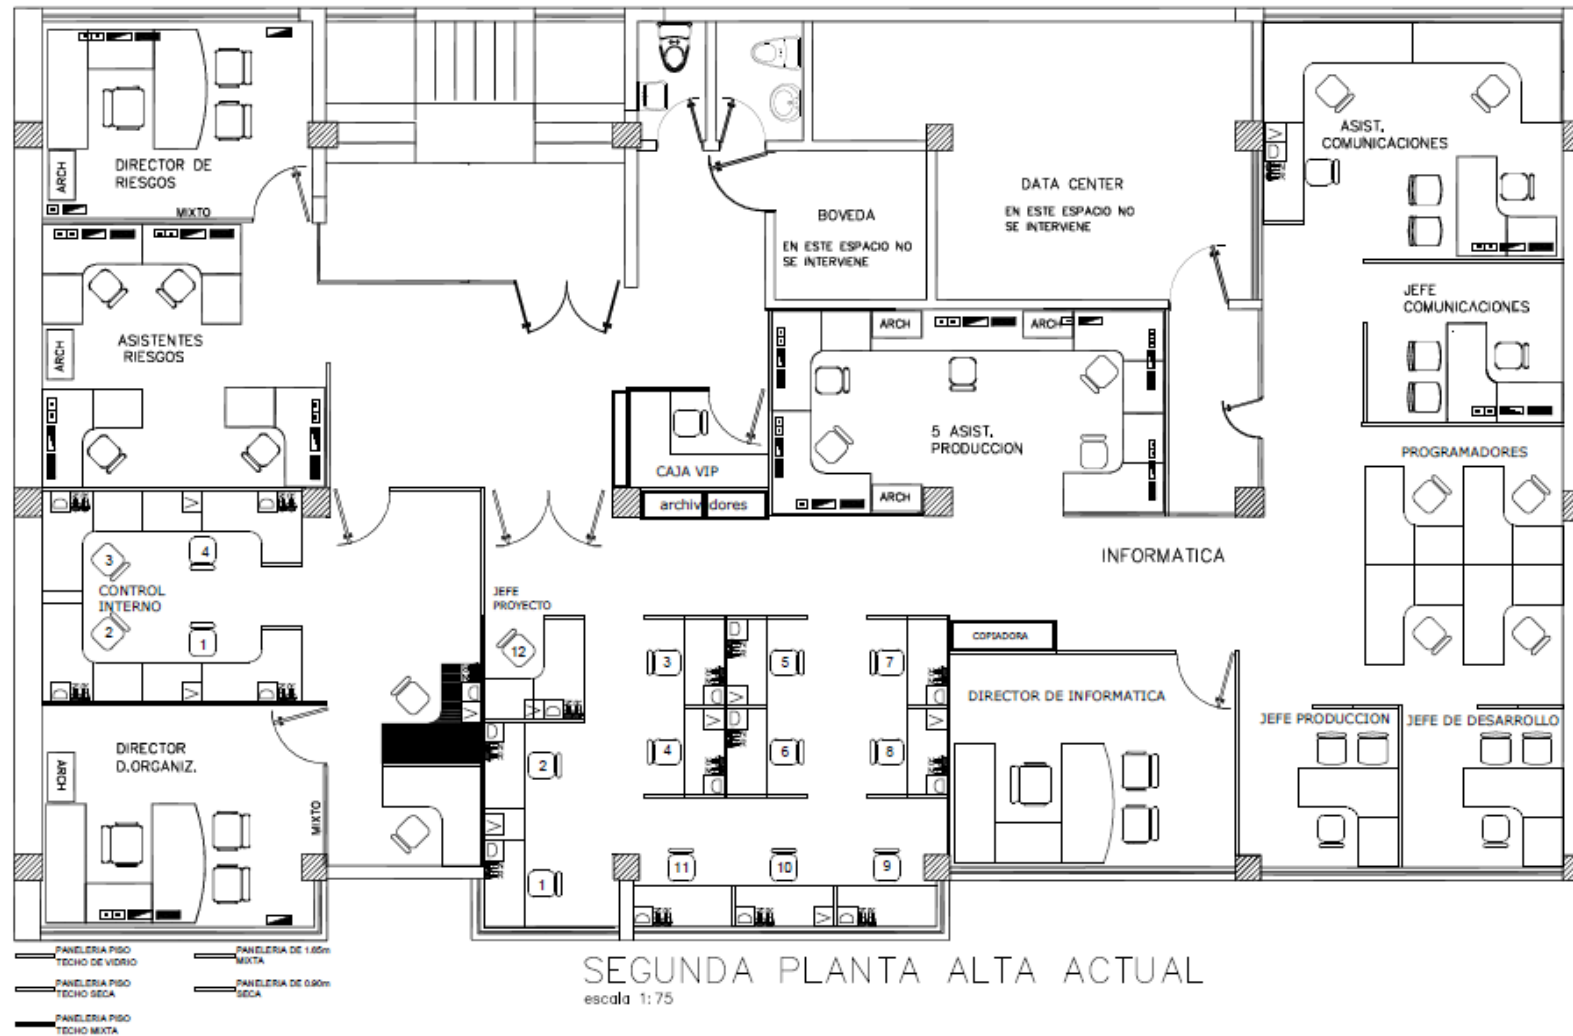 DIRECTOR DE
RIESGOS
ARCH
MIXTO
ASISTENTES
RIESGOS
ARCH
BOVEDA
EN ESTE ESPACIO NO
SE INTERVIENE
DATA CENTER
EN ESTE ESPACIO NO
SE INTERVIENE
ASIST.
COMUNICACIONES
JEFE
COMUNICACIONES
ARCH
ARCH
5 ASIST.
PRODUCCION
ARCH
CAJA VIP
archivadores
PROGRAMADORES
INFORMATICA
3
4
CONTROL
INTERNO
2
1
JEFE
PROYECTO
12
3
5
7
4
6
8
2
1
11
10
9
COPIADORA
DIRECTOR DE INFORMATICA
JEFE PRODUCCION
JEFE DE DESARROLLO
DIRECTOR
D.ORGANIZ.
ARCH
MIXTO
PANELERIA PISO
TECHO DE VIDRIO
PANELERIA DE 1.65m
MIXTA
PANELERIA PISO
TECHO SECA
PANELERIA DE 0.90m
SECA
PANELERIA PISO
TECHO MIXTA
SEGUNDA PLANTA ALTA ACTUAL
escala 1:75